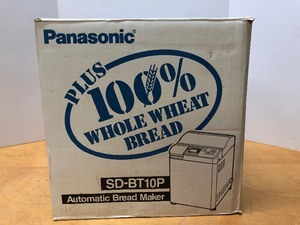 Panasonic
PLUS
100%
WHOLE WHEAT
BREAD
SD-BT10P
Automatic Bread Maker